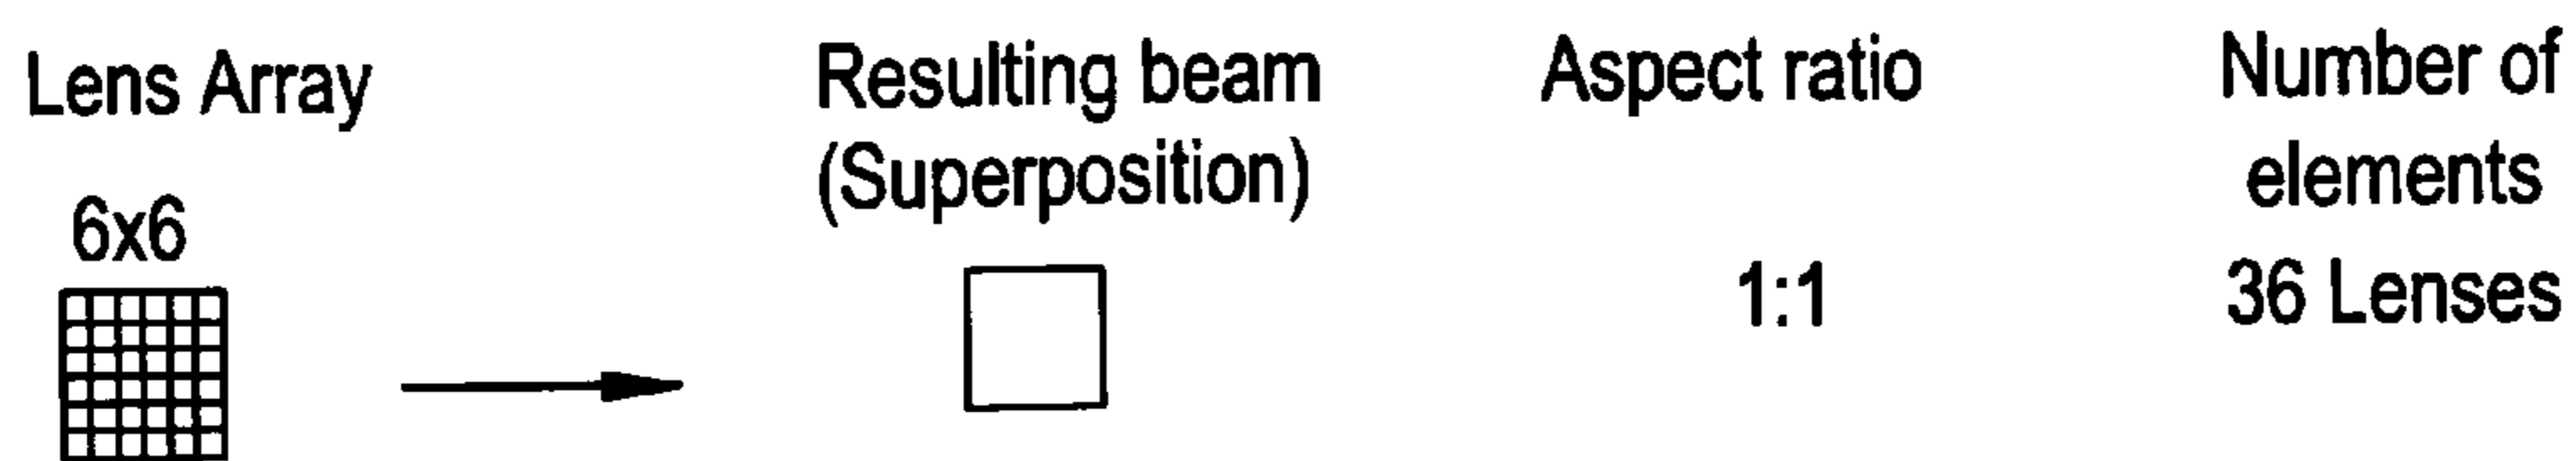 Lens Array
Resulting beam
(Superposition)
Aspect ratio
Number of
elements
6x6
1:1
36 Lenses